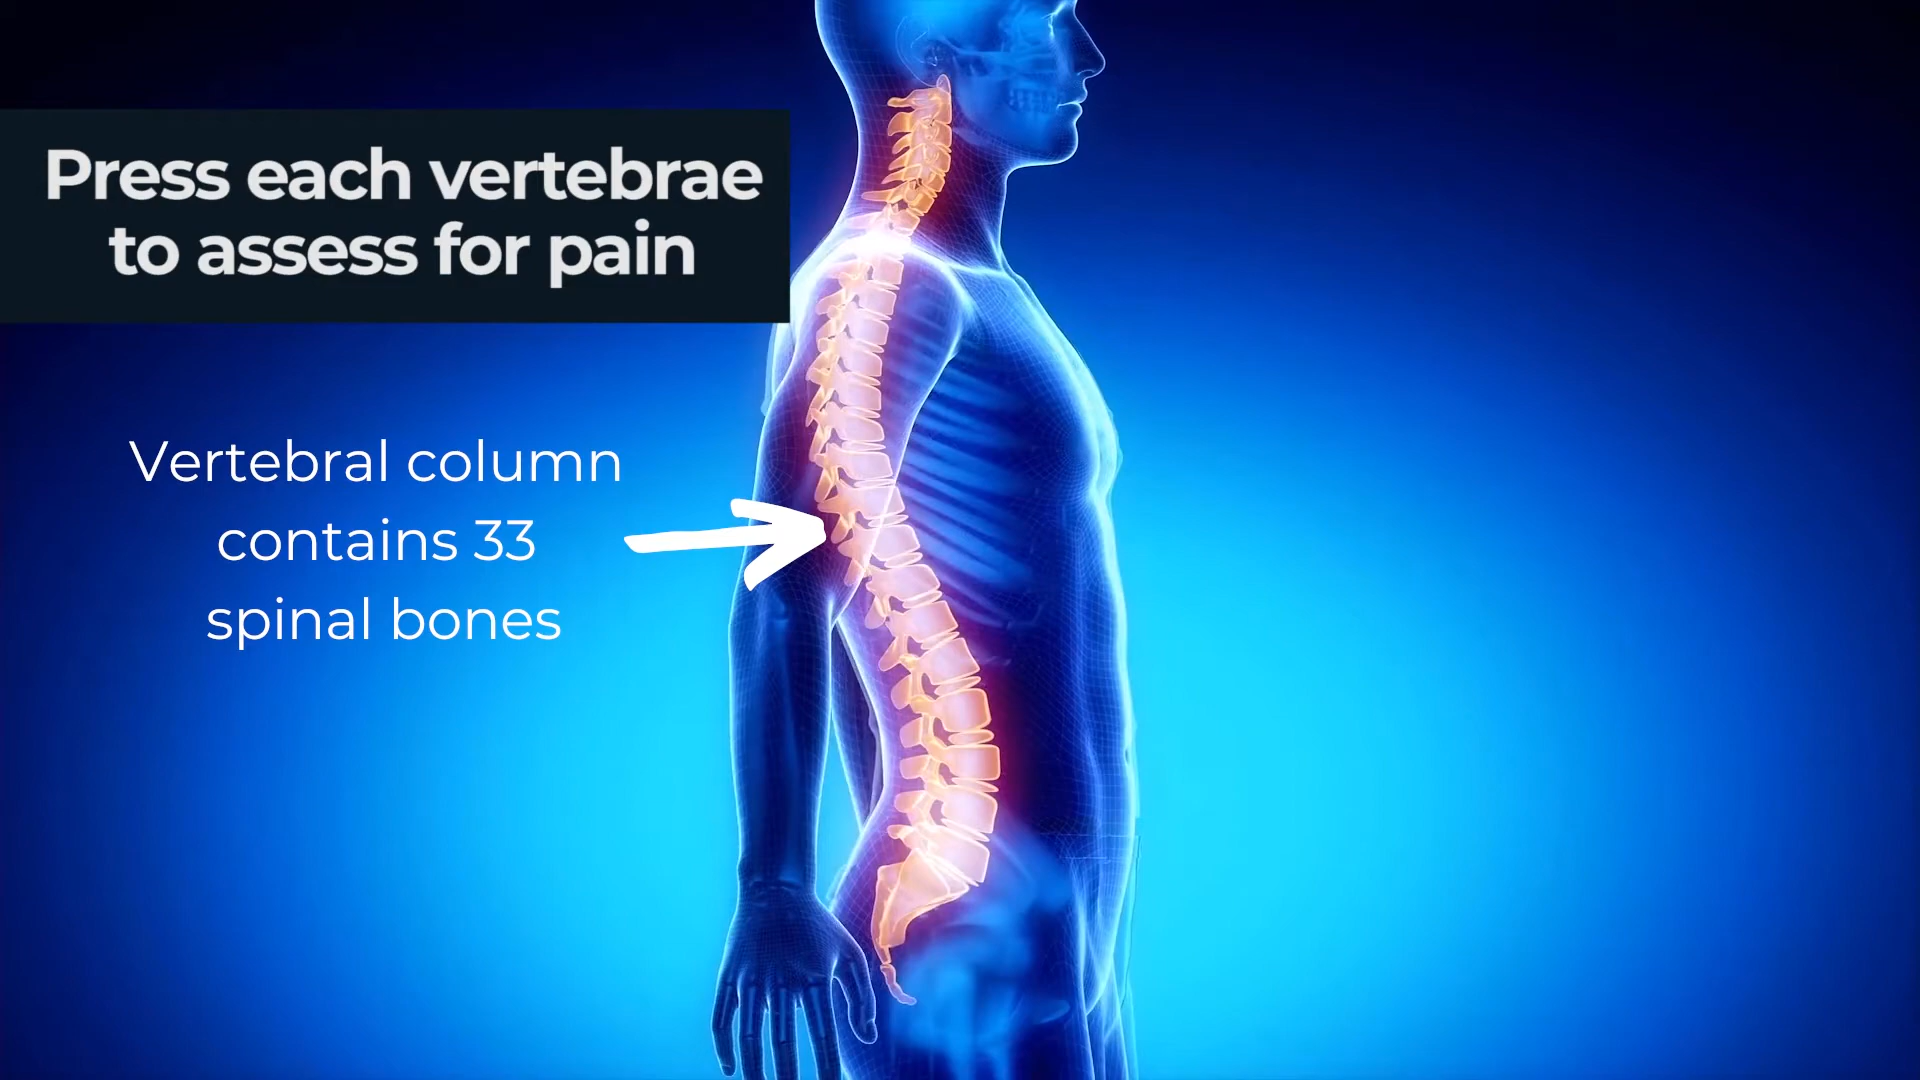 Press each vertebrae
to assess for pain
Vertebral column
contains 33
spinal bones